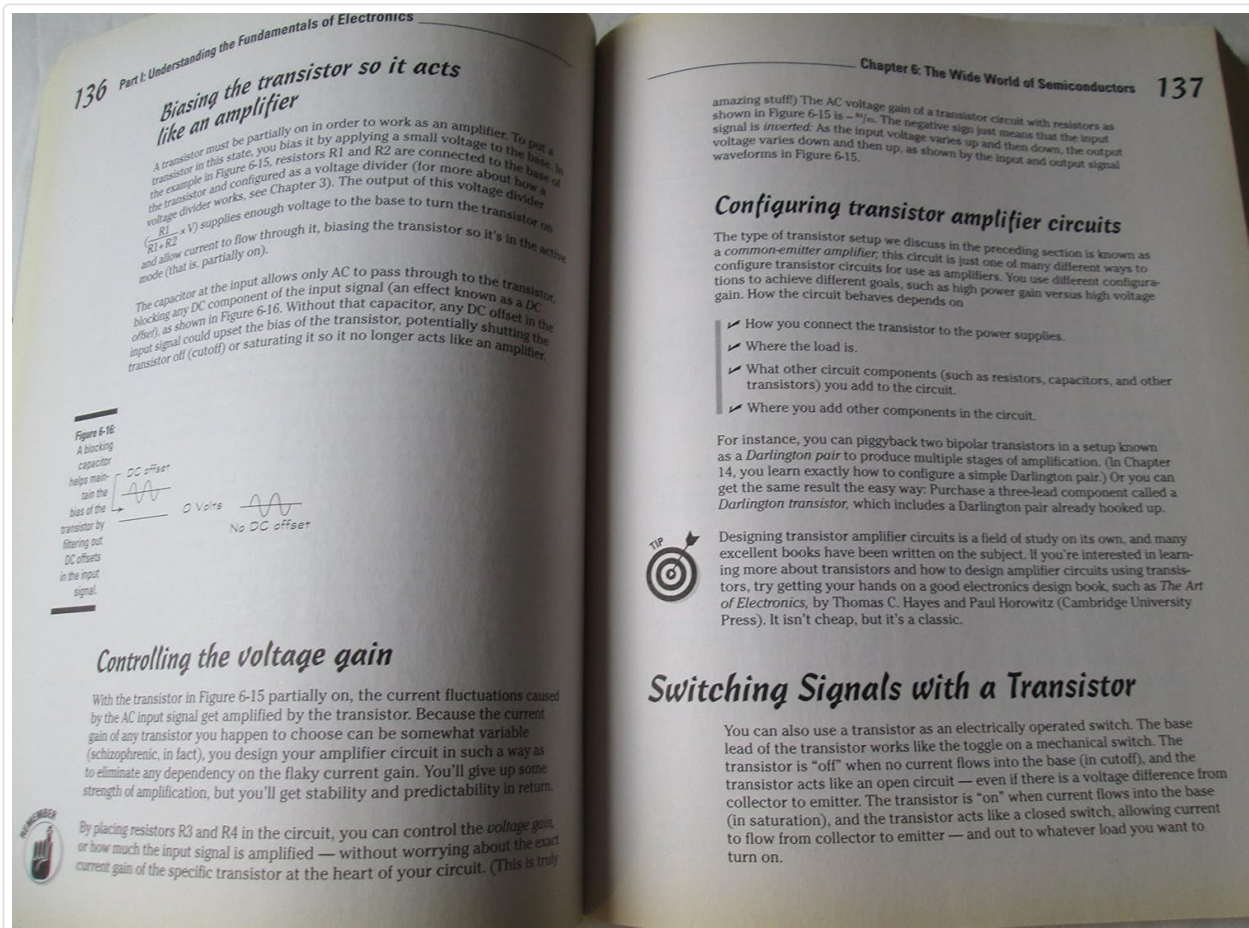 136 Part I: Understanding the Fundamentals of Electronics
Biasing the transistor so it acts
like an amplifier
A transistor must be partially on in order to work as an amplifier. To put a
transistor in this state, you bias it by applying a small voltage to the base. In
the example in Figure 6-15, resistors R1 and R2 are connected to the base of
the transistor and configured as a voltage divider (for more about how a
voltage divider works, see Chapter 3). The output of this voltage divider
(R1/R1+R2 × V) supplies enough voltage to the base to turn the transistor on
and allow current to flow through it, biasing the transistor so it's in the active
mode (that is, partially on).
The capacitor at the input allows only AC to pass through to the transistor,
blocking any DC component of the input signal (an effect known as a DC
offset), as shown in Figure 6-16. Without that capacitor, any DC offset in the
input signal could upset the bias of the transistor, potentially shutting the
transistor off (cutoff) or saturating it so it no longer acts like an amplifier.
Figure 6-16:
A blocking
capacitor
helps main-
tain the
bias of the
transistor by
filtering out
DC offsets
in the input
signal.
DC offset
0 Volts
No DC offset
Controlling the voltage gain
With the transistor in Figure 6-15 partially on, the current fluctuations caused
by the AC input signal get amplified by the transistor. Because the current
gain of any transistor you happen to choose can be somewhat variable
(schizophrenic, in fact), you design your amplifier circuit in such a way as
to eliminate any dependency on the flaky current gain. You'll give up some
strength of amplification, but you'll get stability and predictability in return.
REMEMBER
By placing resistors R3 and R4 in the circuit, you can control the voltage gain,
or how much the input signal is amplified — without worrying about the exact
current gain of the specific transistor at the heart of your circuit. (This is truly
Chapter 6: The Wide World of Semiconductors 137
amazing stuff!) The AC voltage gain of a transistor circuit with resistors as
shown in Figure 6-15 is – The negative sign just means that the input
signal is inverted: As the input voltage varies up and then down, the output
voltage varies down and then up, as shown by the input and output signal
waveforms in Figure 6-15.
Configuring transistor amplifier circuits
The type of transistor setup we discuss in the preceding section is known as
a common-emitter amplifier; this circuit is just one of many different ways to
configure transistor circuits for use as amplifiers. You use different configura-
tions to achieve different goals, such as high power gain versus high voltage
gain. How the circuit behaves depends on
✓ How you connect the transistor to the power supplies.
✓ Where the load is.
✓ What other circuit components (such as resistors, capacitors, and other
transistors) you add to the circuit.
✓ Where you add other components in the circuit.
For instance, you can piggyback two bipolar transistors in a setup known
as a Darlington pair to produce multiple stages of amplification. (In Chapter
14, you learn exactly how to configure a simple Darlington pair.) Or you can
get the same result the easy way: Purchase a three-lead component called a
Darlington transistor, which includes a Darlington pair already hooked up.
TIP
Designing transistor amplifier circuits is a field of study on its own, and many
excellent books have been written on the subject. If you're interested in learn-
ing more about transistors and how to design amplifier circuits using transis-
tors, try getting your hands on a good electronics design book, such as The Art
of Electronics, by Thomas C. Hayes and Paul Horowitz (Cambridge University
Press). It isn't cheap, but it's a classic.
Switching Signals with a Transistor
You can also use a transistor as an electrically operated switch. The base
lead of the transistor works like the toggle on a mechanical switch. The
transistor is "off" when no current flows into the base (in cutoff), and the
transistor acts like an open circuit — even if there is a voltage difference from
collector to emitter. The transistor is "on" when current flows into the base
(in saturation), and the transistor acts like a closed switch, allowing current
to flow from collector to emitter — and out to whatever load you want to
turn on.